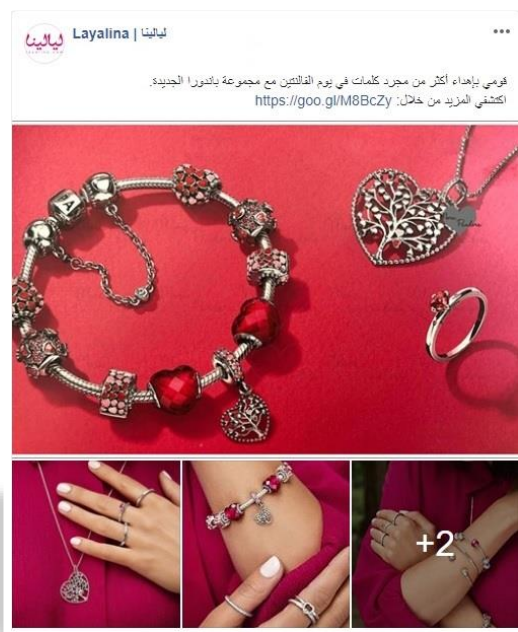 ليالينا
Layalina | ليالينا
قومي بإهداء أكثر من مجرد كلمات في يوم الفالنتين مع مجموعة باندورا الجديدة.
اكتشفي المزيد من خلال: https://goo.gl/M8BcZy
A
+2